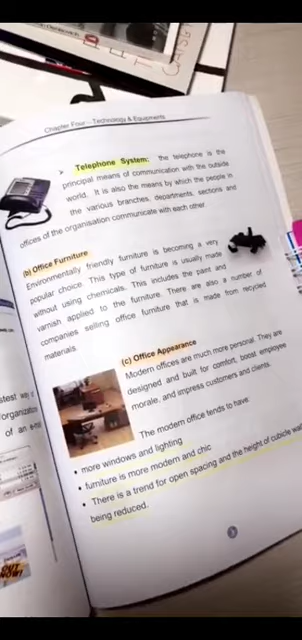 Chapter Four - Technology & Equipments
➢ Telephone System: the telephone is the
principal means of communication with the outside
world. It is also the means by which the people in
the various branches, departments, sections and
offices of the organisation communicate with each other.
(b) Office Furniture
Environmentally friendly furniture is becoming a very
popular choice. This type of furniture is usually made
without using chemicals. This includes the paint and
varnish applied to the furniture. There are also a number of
companies selling office furniture that is made from recycled
materials.
(c) Office Appearance
Modern offices are much more personal. They are
designed and built for comfort, boost employee
morale, and impress customers and clients.
The modern office tends to have:
• more windows and lighting
• furniture is more modern and chic
• There is a trend for open spacing and the height of cubicle
being reduced.
of an
NOW!